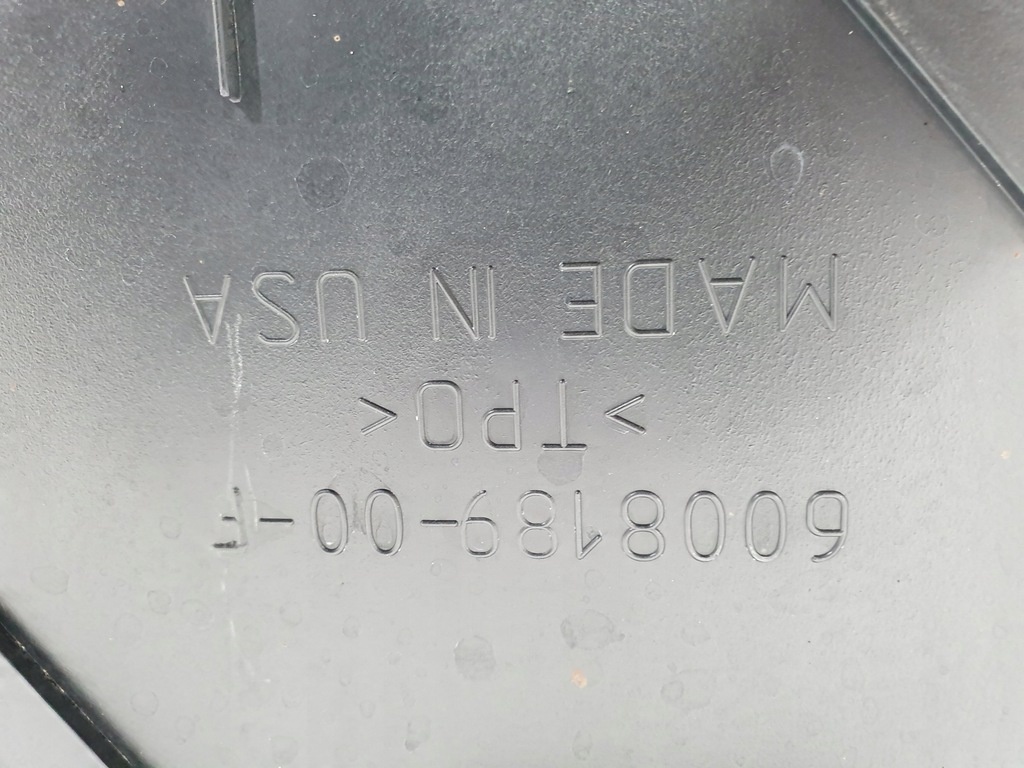 6008189-00-F
>TPO<
MADE IN USA